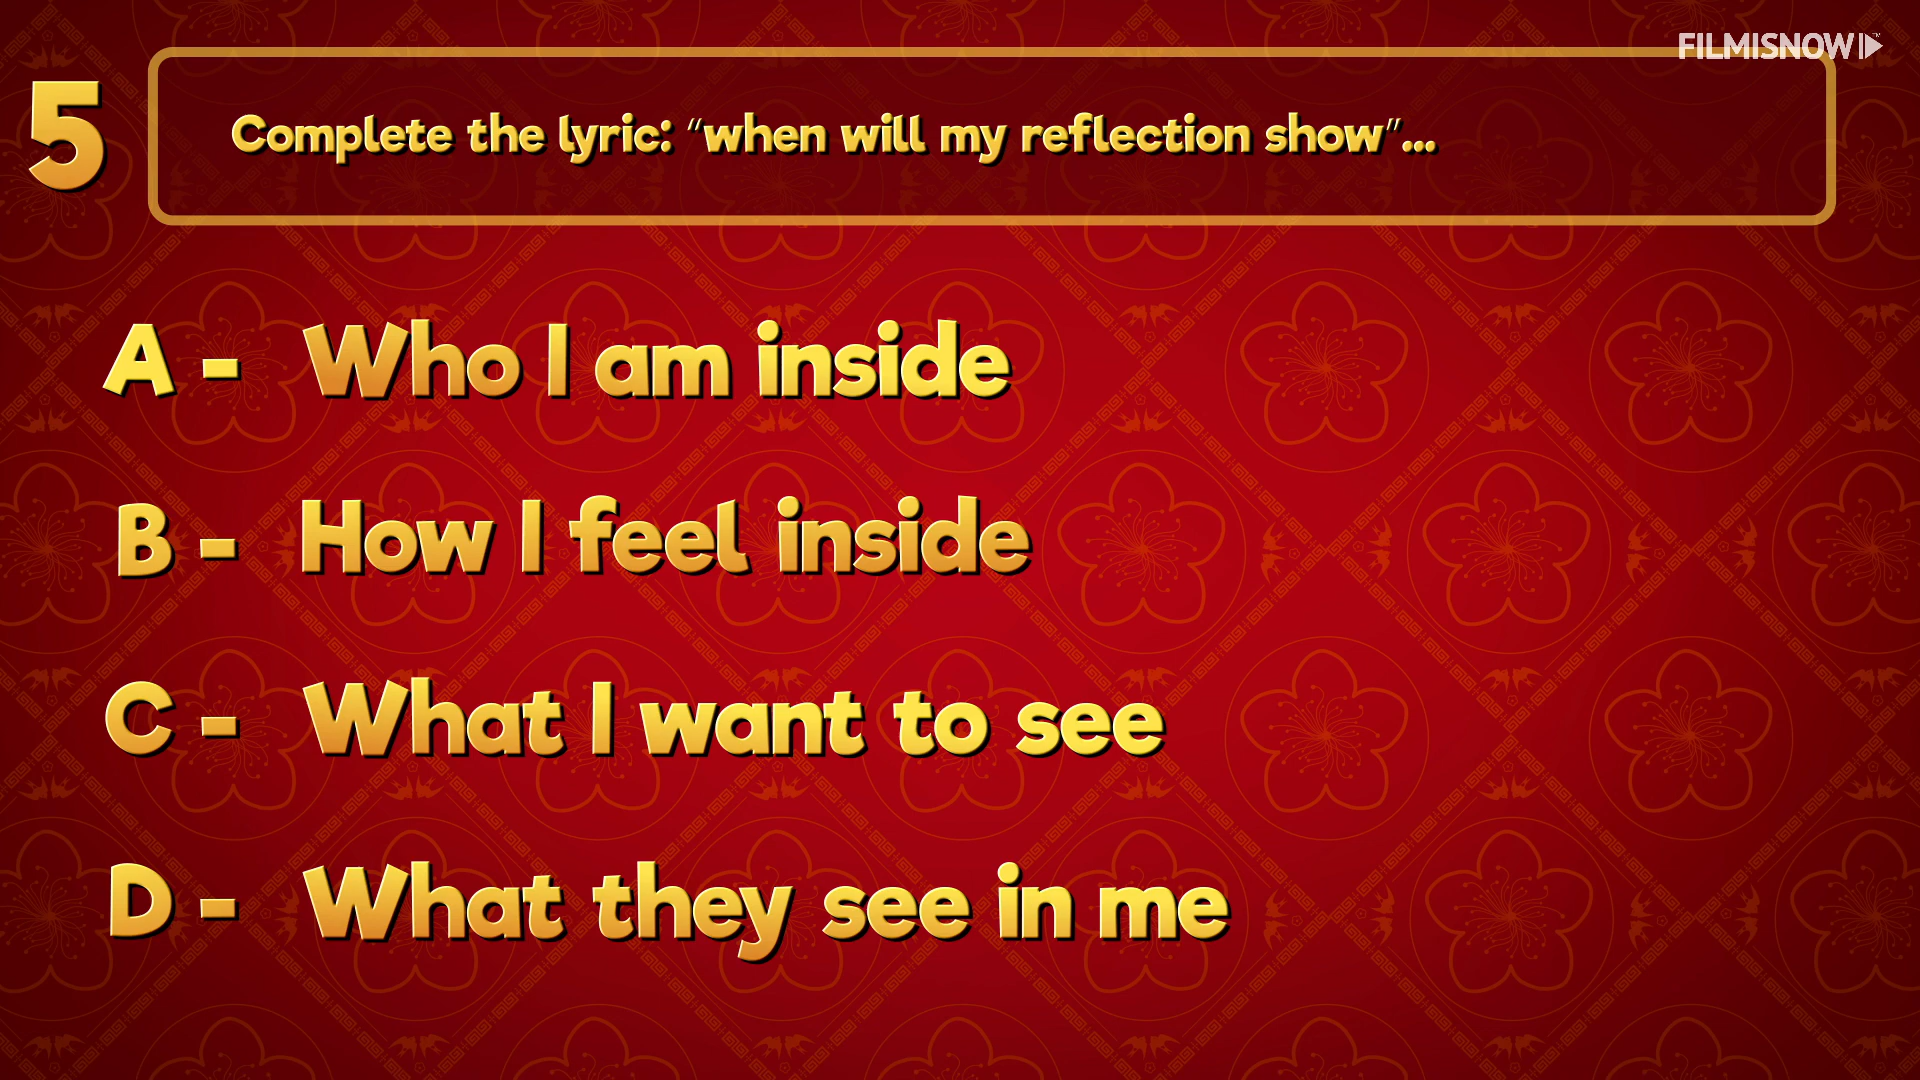 FILMISNOW
5
Complete the lyric: “when will my reflection show”...
A - Who I am inside
B - How I feel inside
C - What I want to see
D - What they see in me